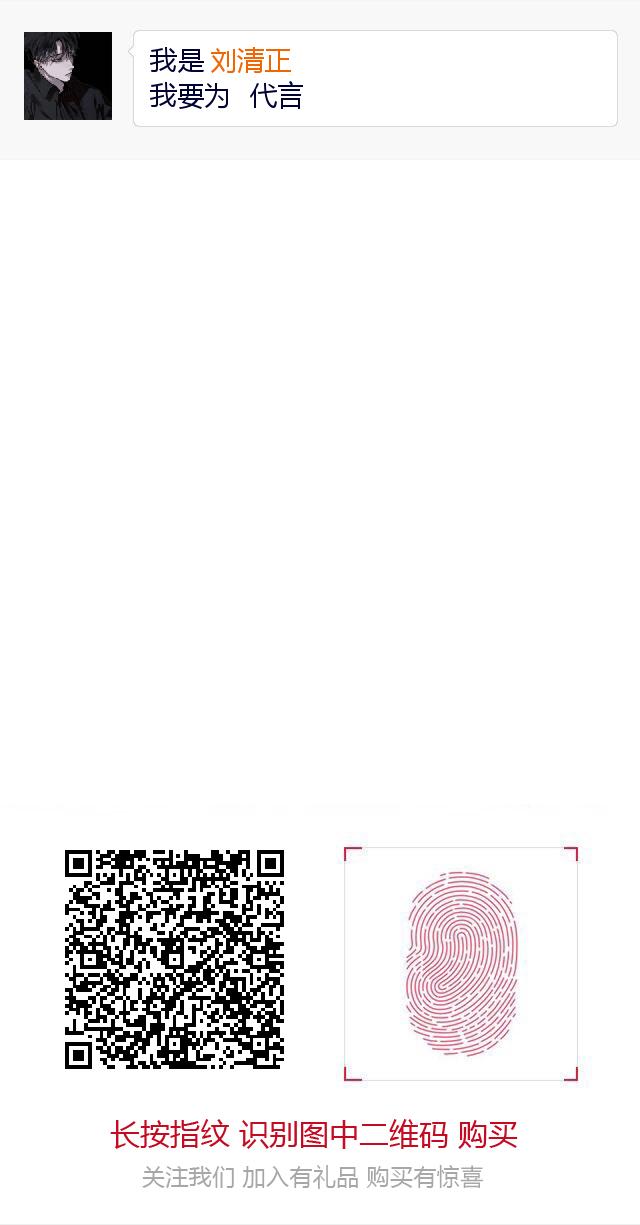 我是 刘清正
我要为 代言
长按指纹 识别图中二维码 购买
关注我们 加入有礼品 购买有惊喜